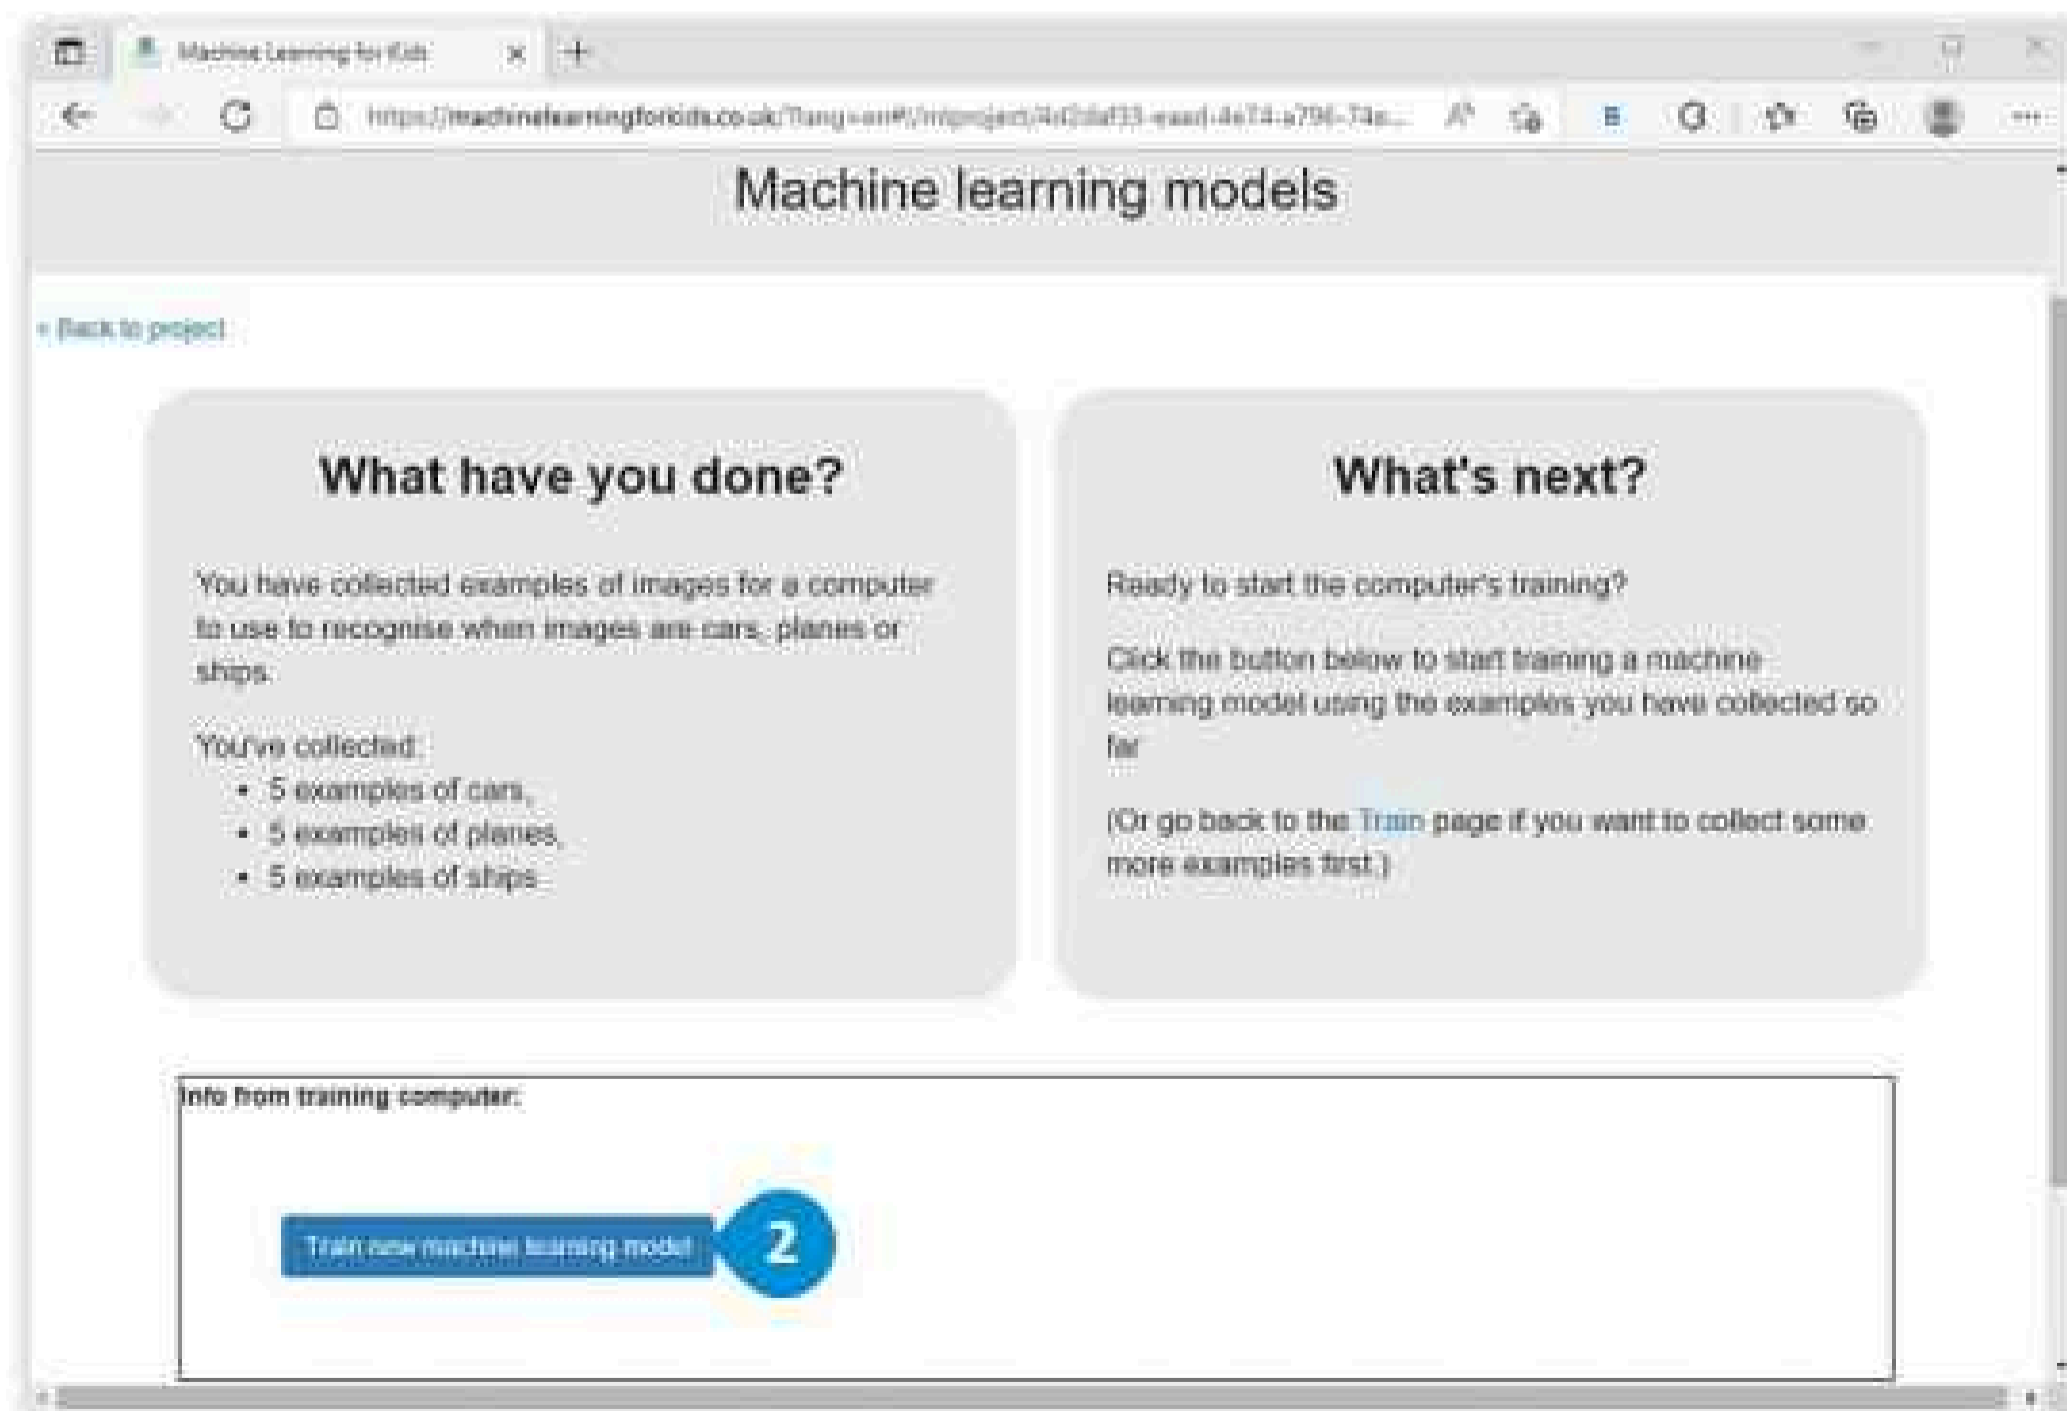 Machine Learning for Kids
Machine learning models
< Back to project
What have you done?
You have collected examples of images for a computer
to use to recognise when images are cars, planes or
ships.
You've collected:
• 5 examples of cars,
• 5 examples of planes,
• 5 examples of ships
What's next?
Ready to start the computer's training?
Click the button below to start training a machine
learning model using the examples you have collected so
far
(Or go back to the Train page if you want to collect some
more examples first.)
Info from training computer:
Train new machine learning model
2